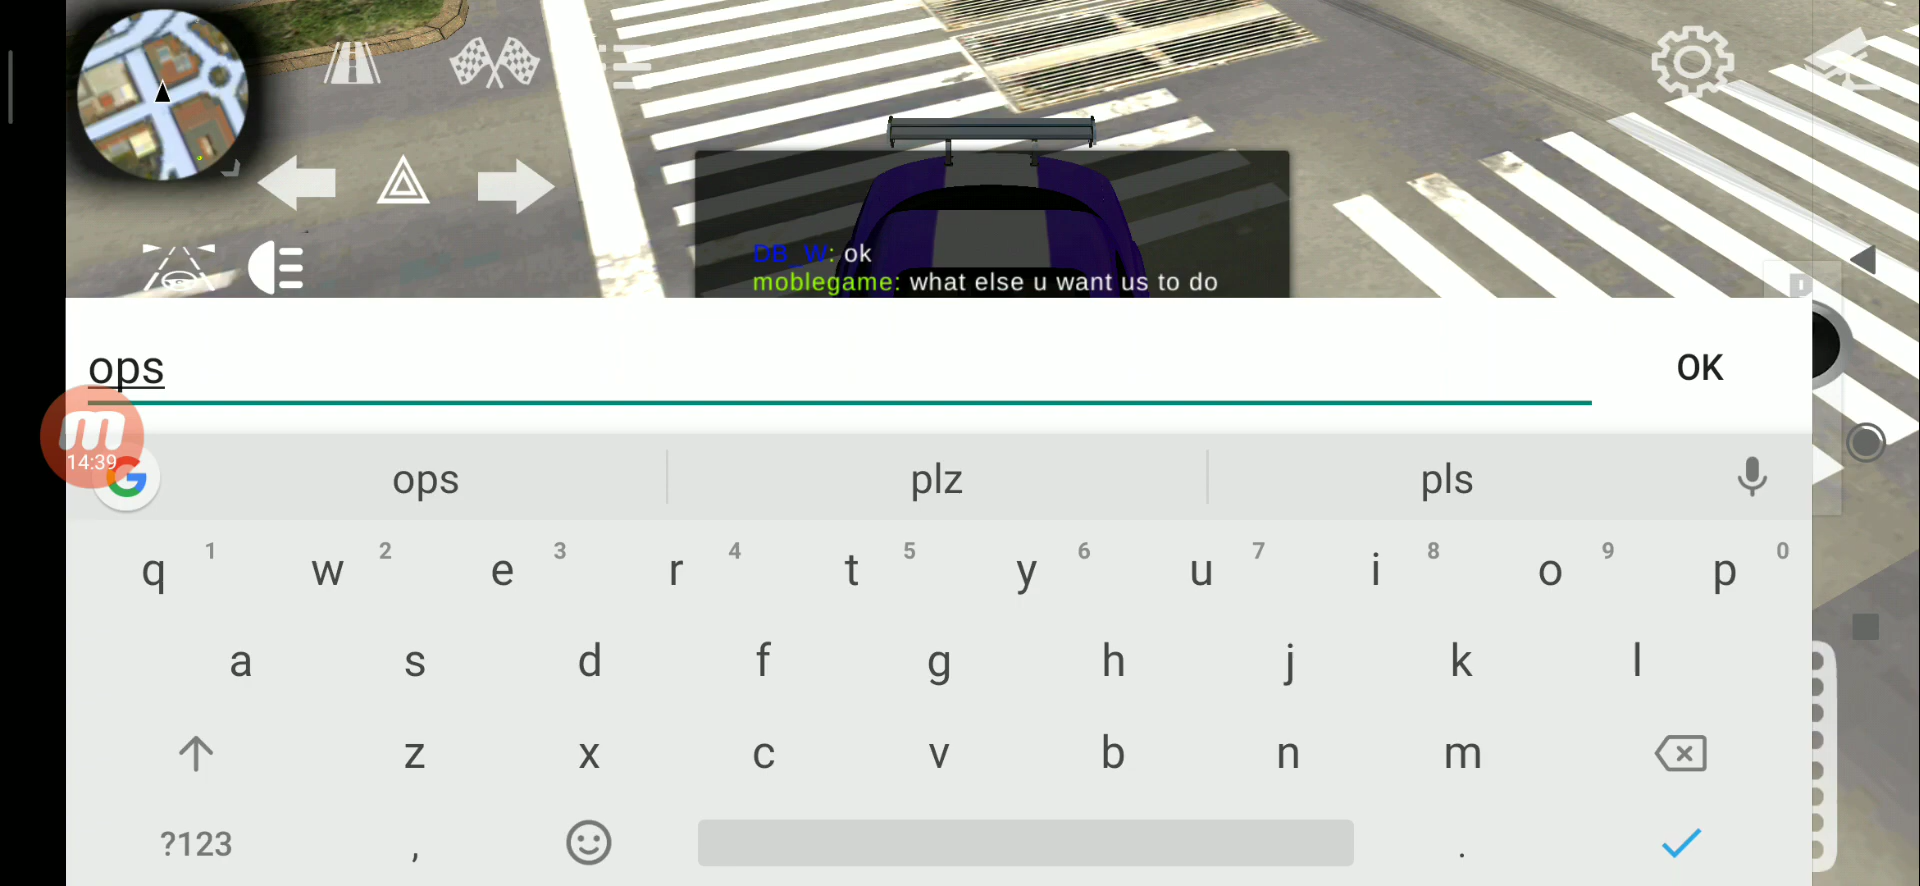 DB_W: ok
moblegame: what else u want us to do
D
ops
OK
14:39
ops plz pls
1 2 3 4 5 6 7 8 9 0
q w e r t y u i o p
a s d f g h j k l
z x c v b n m
?123 , .